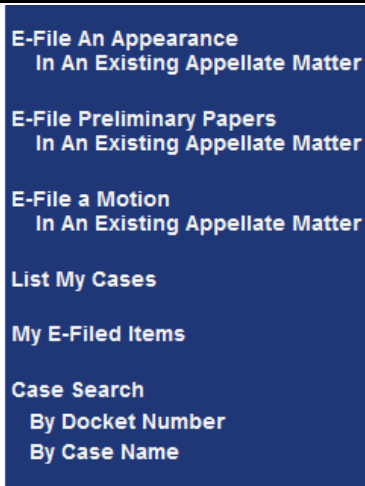 E-File An Appearance
In An Existing Appellate Matter
E-File Preliminary Papers
In An Existing Appellate Matter
E-File a Motion
In An Existing Appellate Matter
List My Cases
My E-Filed Items
Case Search
By Docket Number
By Case Name